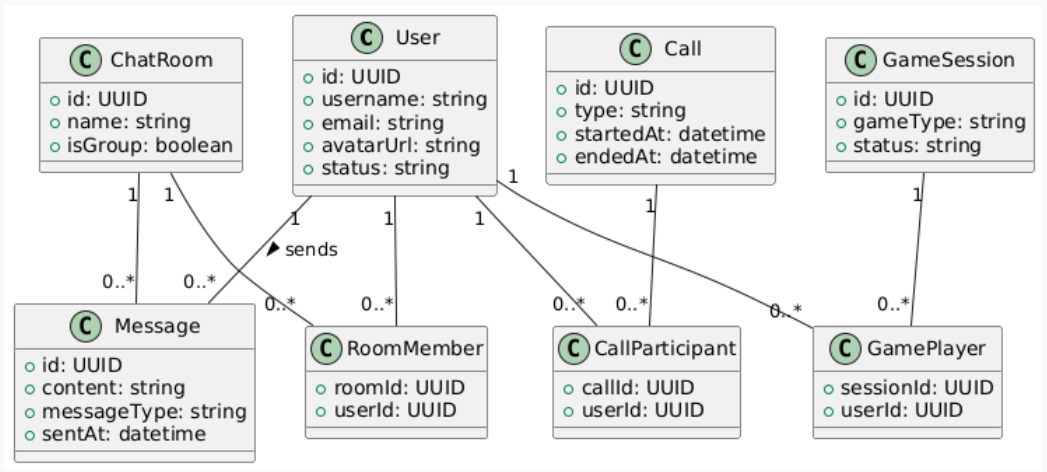 C ChatRoom
id: UUID
name: string
isGroup: boolean
C User
id: UUID
username: string
email: string
avatarUrl: string
status: string
C Call
id: UUID
type: string
startedAt: datetime
endedAt: datetime
C GameSession
id: UUID
gameType: string
status: string
1
1
1
1
1
1
1
1
sends
0..*
0..*
0..*
0..*
0..*
0..*
0..*
0..*
C Message
id: UUID
content: string
messageType: string
sentAt: datetime
C RoomMember
roomId: UUID
userId: UUID
C CallParticipant
callId: UUID
userId: UUID
C GamePlayer
sessionId: UUID
userId: UUID